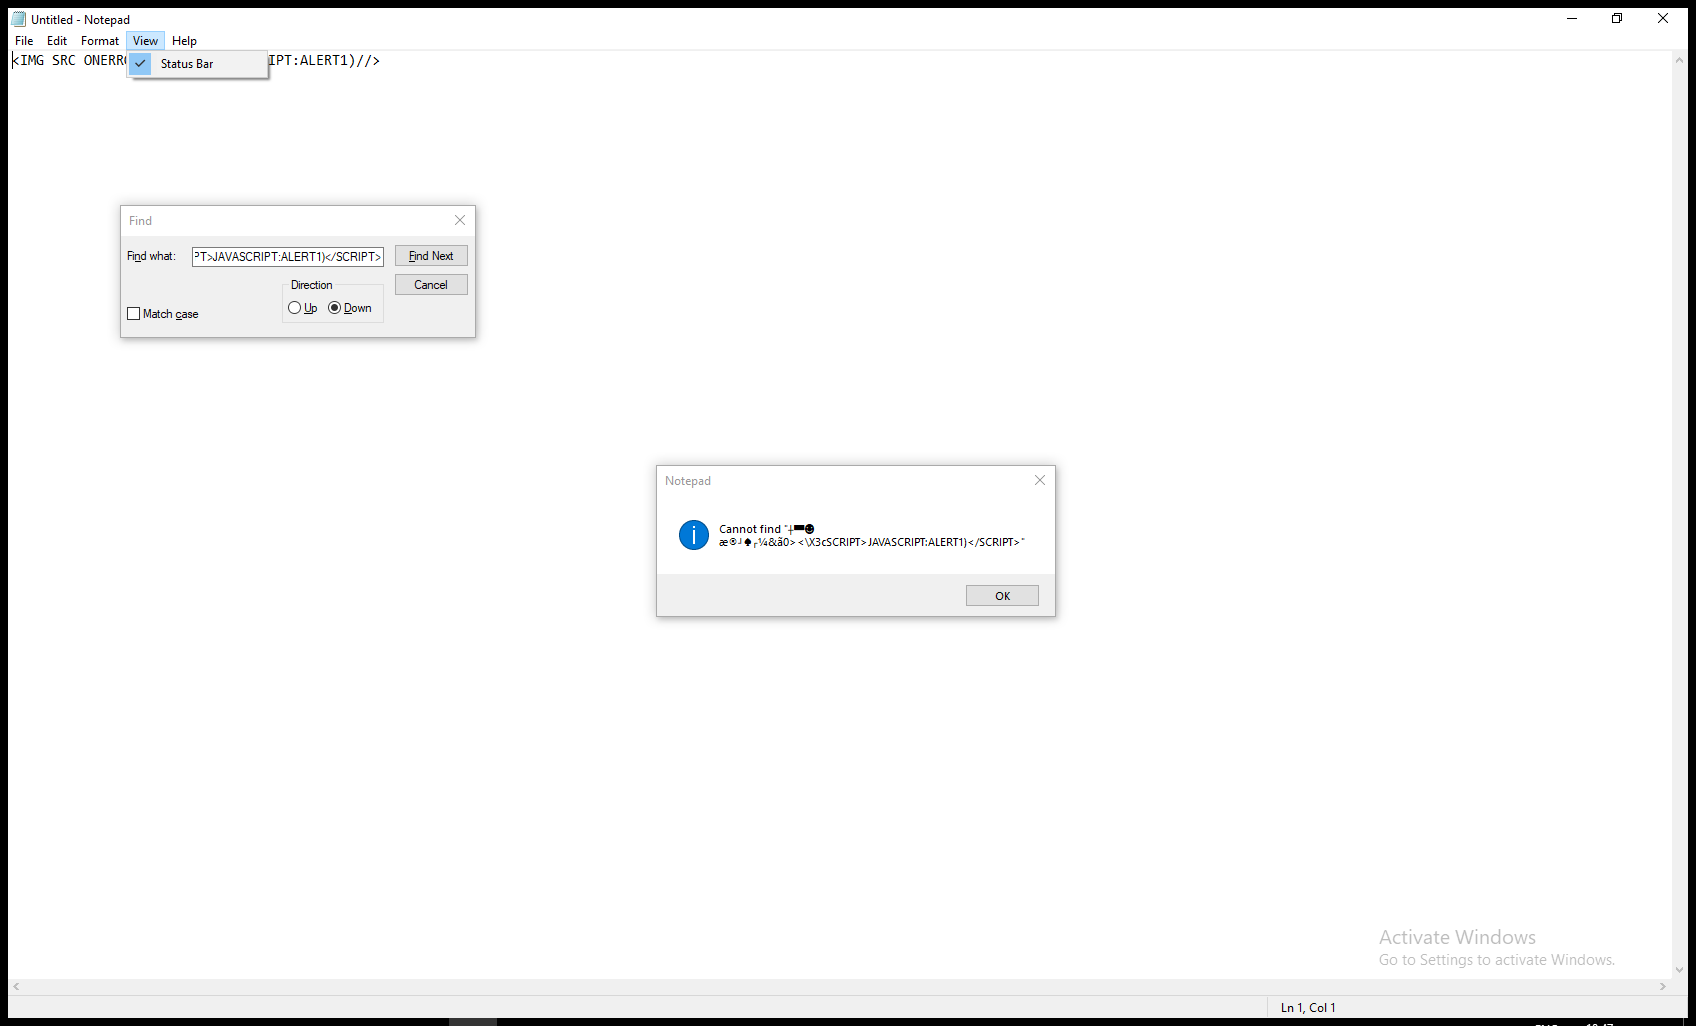 Untitled - Notepad
File Edit Format View Help
<IMG SRC ONERR IPT:ALERT1)//>
Status Bar
Find
Find what: PT>JAVASCRIPT:ALERT1)</SCRIPT> Find Next
Direction Cancel
Up Down
Match case
Notepad
Cannot find "┼▀☻
æ®┘♠┌¼&ã0><\X3cSCRIPT>JAVASCRIPT:ALERT1)</SCRIPT>"
OK
Activate Windows
Go to Settings to activate Windows.
Ln 1, Col 1